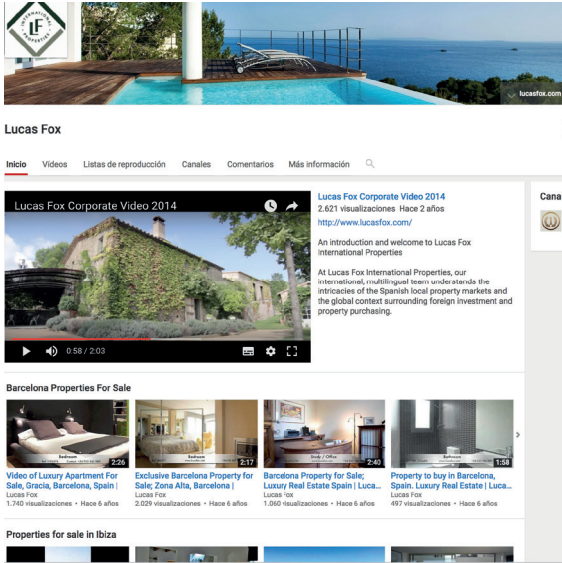 INTERNATIONAL
LF
PROPERTIES
lucasfox.com
Lucas Fox
Inicio Vídeos Listas de reproducción Canales Comentarios Más información
Lucas Fox Corporate Video 2014
0:58 / 2:03
Lucas Fox Corporate Video 2014
2.621 visualizaciones Hace 2 años
http://www.lucasfox.com/
An introduction and welcome to Lucas Fox
International Properties
At Lucas Fox International Properties, our
international, multilingual team understands the
intricacies of the Spanish local property markets and
the global context surrounding foreign investment and
property purchasing.
Cana
Barcelona Properties For Sale
Bedroom
2:26
Bedroom
2:17
Study / Office
2:40
Bathroom
1:58
Video of Luxury Apartment For
Sale, Gracia, Barcelona, Spain |
Lucas Fox
1.740 visualizaciones • Hace 6 años
Exclusive Barcelona Property for
Sale; Zona Alta, Barcelona |
Lucas Fox
2.029 visualizaciones • Hace 6 años
Barcelona Property for Sale;
Luxury Real Estate Spain | Luca...
Lucas Fox
1.060 visualizaciones • Hace 6 años
Property to buy in Barcelona,
Spain. Luxury Real Estate | Luca...
Lucas Fox
497 visualizaciones • Hace 6 años
Properties for sale in Ibiza